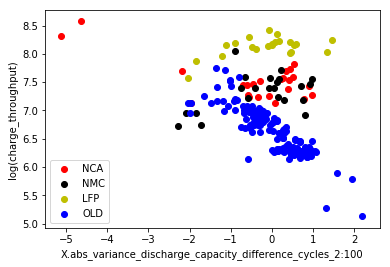 log(charge_throughput)
8.5
8.0
7.5
7.0
6.5
6.0
5.5
5.0
NCA
NMC
LFP
OLD
−5
−4
−3
−2
−1
0
1
2
X.abs_variance_discharge_capacity_difference_cycles_2:100